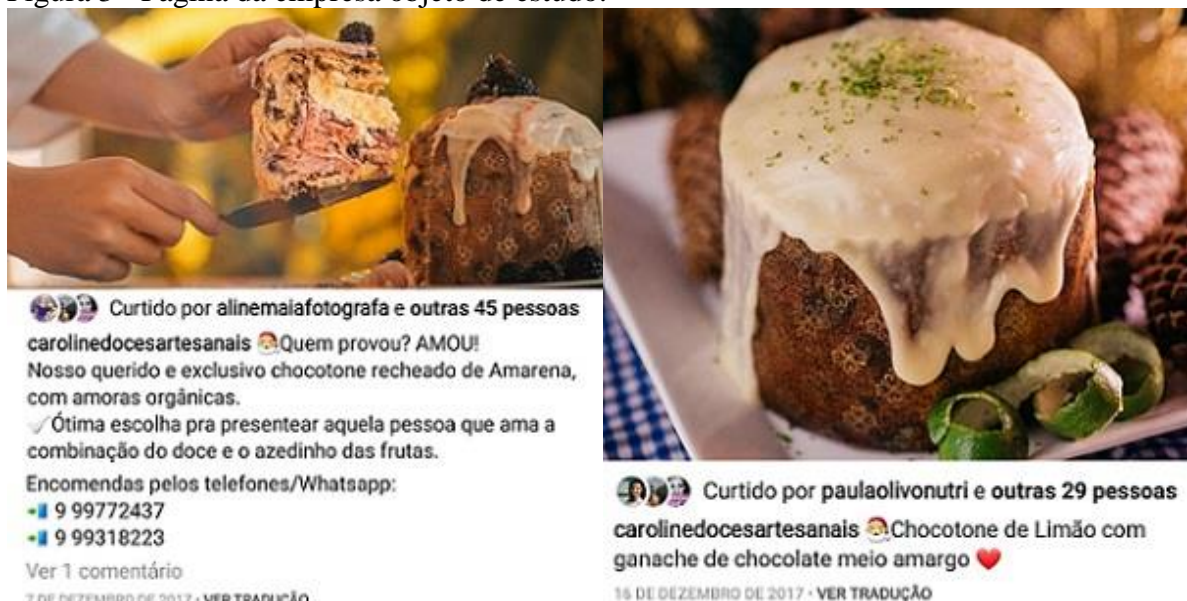 Figura 3 - Página da empresa objeto de estudo.
Curtido por alinemaiafotografa e outras 45 pessoas
carolinedocesartesanais 🎅Quem provou? AMOU!
Nosso querido e exclusivo chocotone recheado de Amarena,
com amoras orgânicas.
✓Ótima escolha pra presentear aquela pessoa que ama a
combinação do doce e o azedinho das frutas.
Encomendas pelos telefones/Whatsapp:
📲 9 99772437
📲 9 99318223
Ver 1 comentário
7 DE DEZEMBRO DE 2017 • VER TRADUÇÃO
Curtido por paulaolivonutri e outras 29 pessoas
carolinedocesartesanais 🎅Chocotone de Limão com
ganache de chocolate meio amargo ❤️
16 DE DEZEMBRO DE 2017 • VER TRADUÇÃO